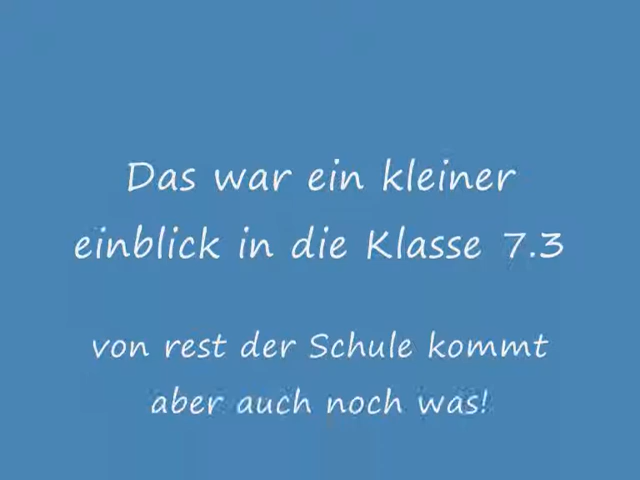 Das war ein kleiner
einblick in die Klasse 7.3
von rest der Schule kommt
aber auch noch was!